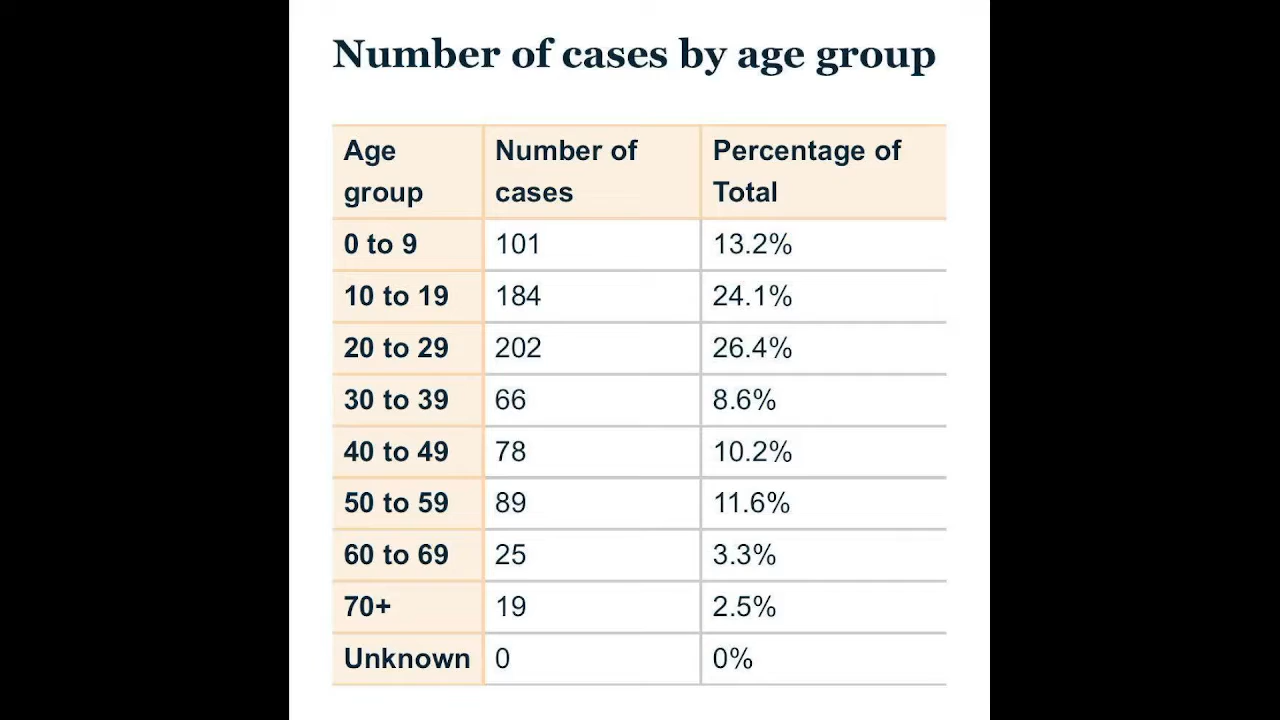 Number of cases by age group
Age group Number of cases Percentage of Total
0 to 9 101 13.2%
10 to 19 184 24.1%
20 to 29 202 26.4%
30 to 39 66 8.6%
40 to 49 78 10.2%
50 to 59 89 11.6%
60 to 69 25 3.3%
70+ 19 2.5%
Unknown 0 0%